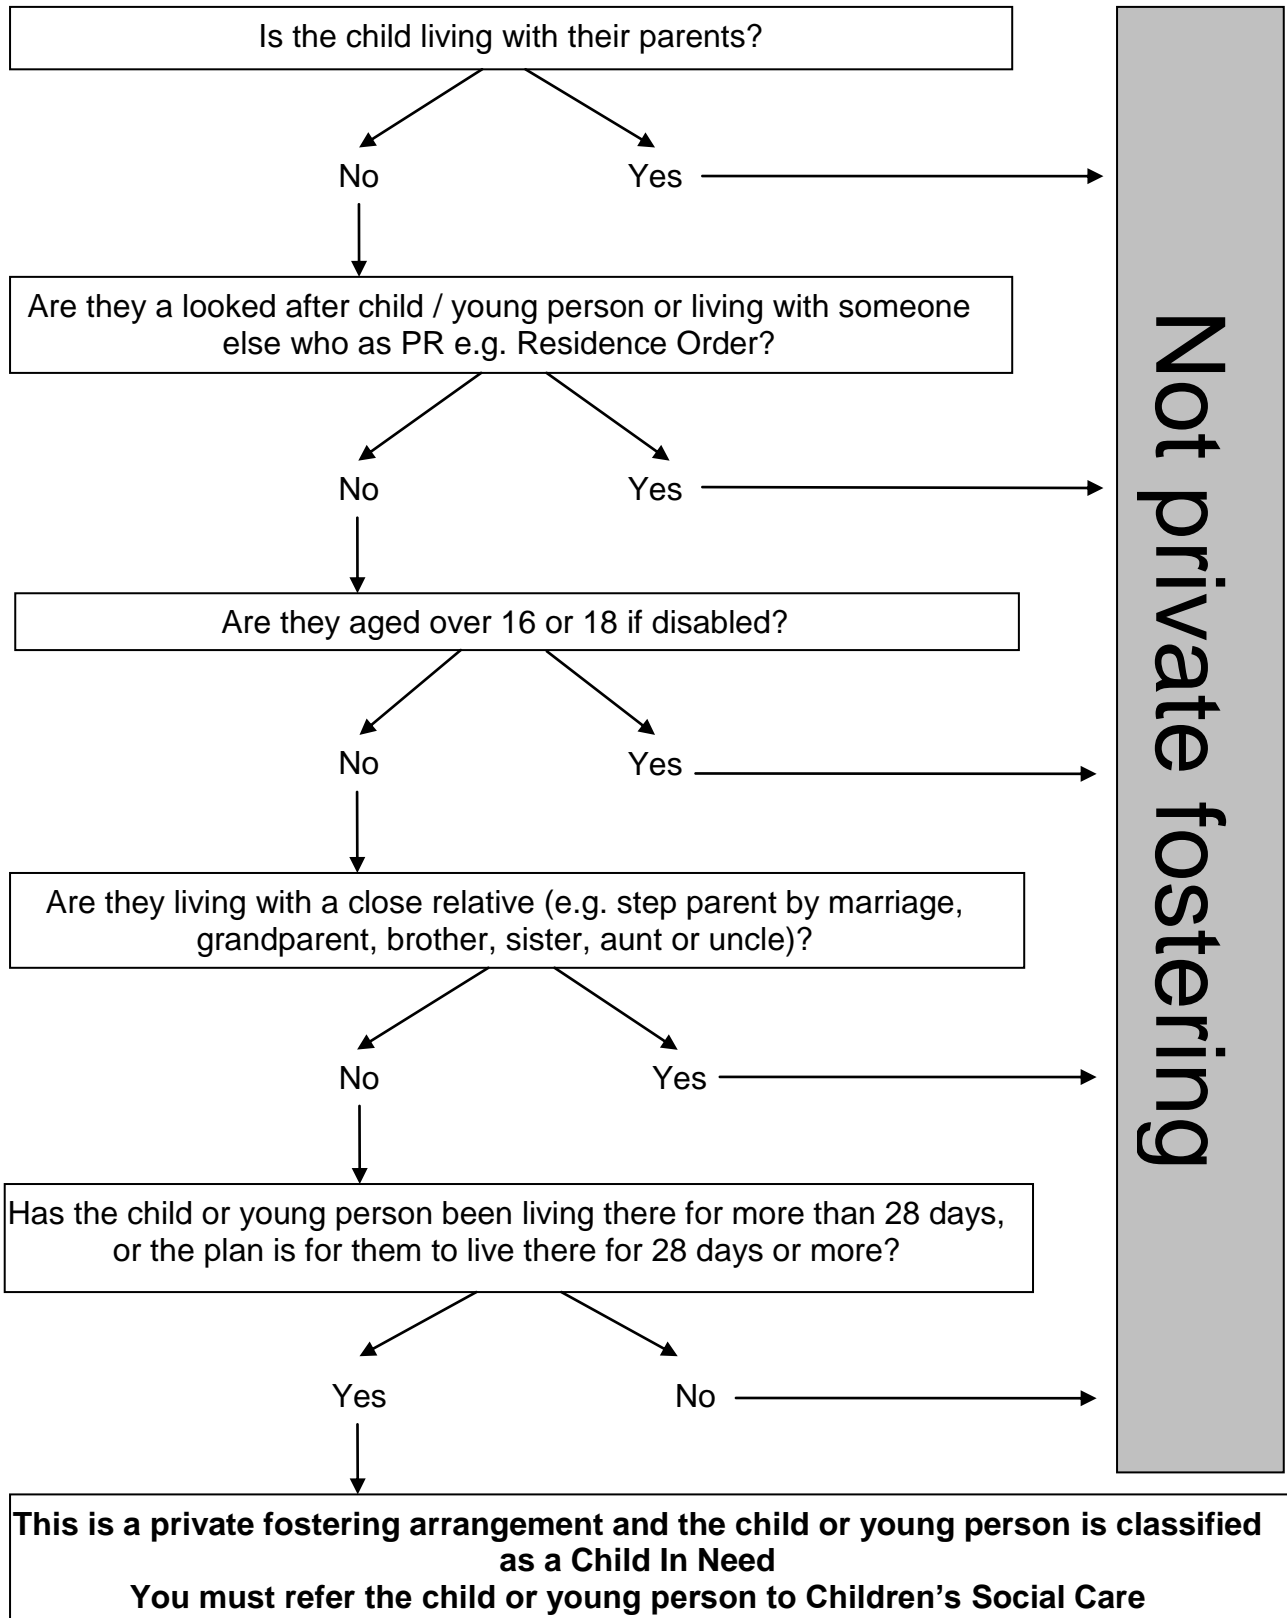 Is the child living with their parents?
No
Yes
Are they a looked after child / young person or living with someone
else who as PR e.g. Residence Order?
No
Yes
Are they aged over 16 or 18 if disabled?
No
Yes
Are they living with a close relative (e.g. step parent by marriage,
grandparent, brother, sister, aunt or uncle)?
No
Yes
Has the child or young person been living there for more than 28 days,
or the plan is for them to live there for 28 days or more?
Yes
No
This is a private fostering arrangement and the child or young person is classified
as a Child In Need
You must refer the child or young person to Children’s Social Care
Not private fostering